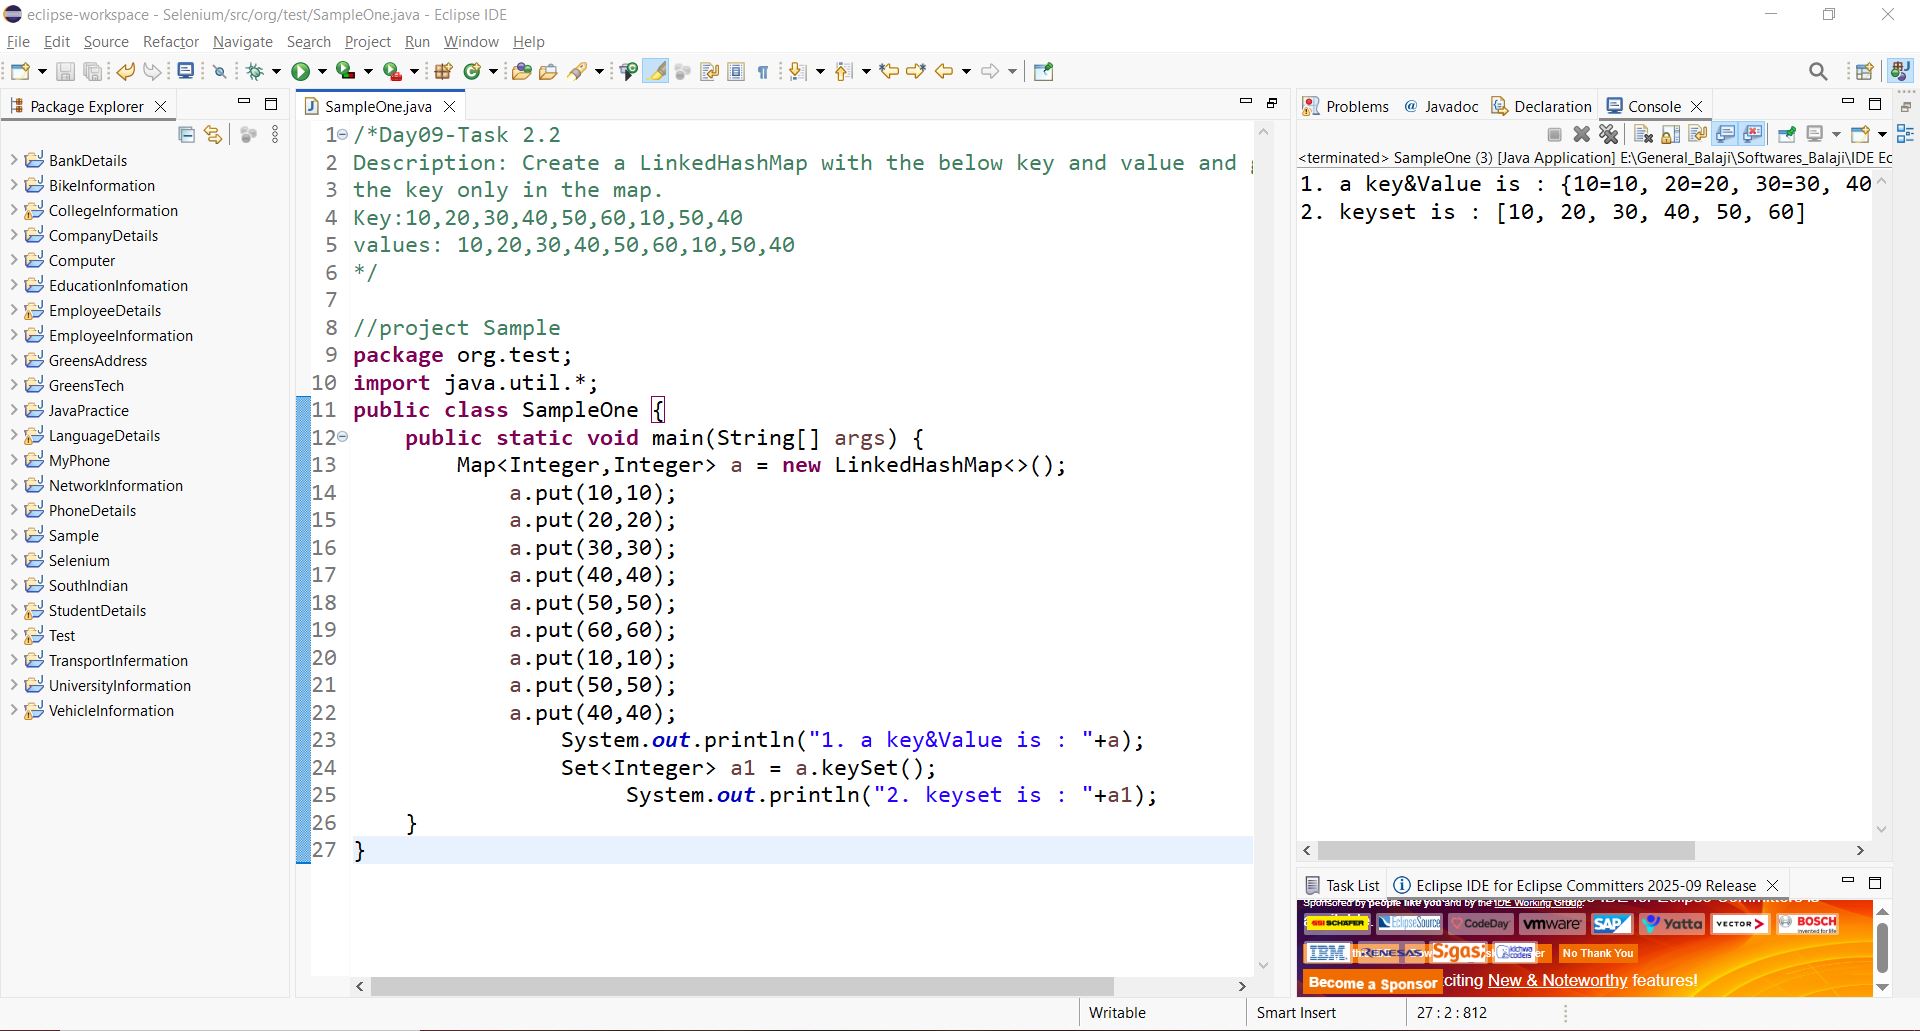 eclipse-workspace - Selenium/src/org/test/SampleOne.java - Eclipse IDE
File Edit Source Refactor Navigate Search Project Run Window Help
Package Explorer
BankDetails
BikeInformation
CollegeInformation
CompanyDetails
Computer
EducationInfomation
EmployeeDetails
EmployeeInformation
GreensAddress
GreensTech
JavaPractice
LanguageDetails
MyPhone
NetworkInformation
PhoneDetails
Sample
Selenium
SouthIndian
StudentDetails
Test
TransportInfermation
UniversityInformation
VehicleInformation
SampleOne.java
1 /*Day09-Task 2.2
2 Description: Create a LinkedHashMap with the below key and value and
3 the key only in the map.
4 Key:10,20,30,40,50,60,10,50,40
5 values: 10,20,30,40,50,60,10,50,40
6 */
7
8 //project Sample
9 package org.test;
10 import java.util.*;
11 public class SampleOne {
12 public static void main(String[] args) {
13 Map<Integer,Integer> a = new LinkedHashMap<>();
14 a.put(10,10);
15 a.put(20,20);
16 a.put(30,30);
17 a.put(40,40);
18 a.put(50,50);
19 a.put(60,60);
20 a.put(10,10);
21 a.put(50,50);
22 a.put(40,40);
23 System.out.println("1. a key&Value is : "+a);
24 Set<Integer> a1 = a.keySet();
25 System.out.println("2. keyset is : "+a1);
26 }
27 }
Problems @ Javadoc Declaration Console
<terminated> SampleOne (3) [Java Application] E:\General_Balaji\Softwares_Balaji\IDE Ec
1. a key&Value is : {10=10, 20=20, 30=30, 40
2. keyset is : [10, 20, 30, 40, 50, 60]
Task List Eclipse IDE for Eclipse Committers 2025-09 Release
Sponsored by people like you and by the IDE Working Group.
SSI SCHAEFER EclipseSource CodeDay vmware SAP Yatta VECTOR BOSCH
Invented for life
IBM RENESAS Sigasi kichwa coders No Thank You
Become a Sponsor citing New & Noteworthy features!
Writable Smart Insert 27 : 2 : 812